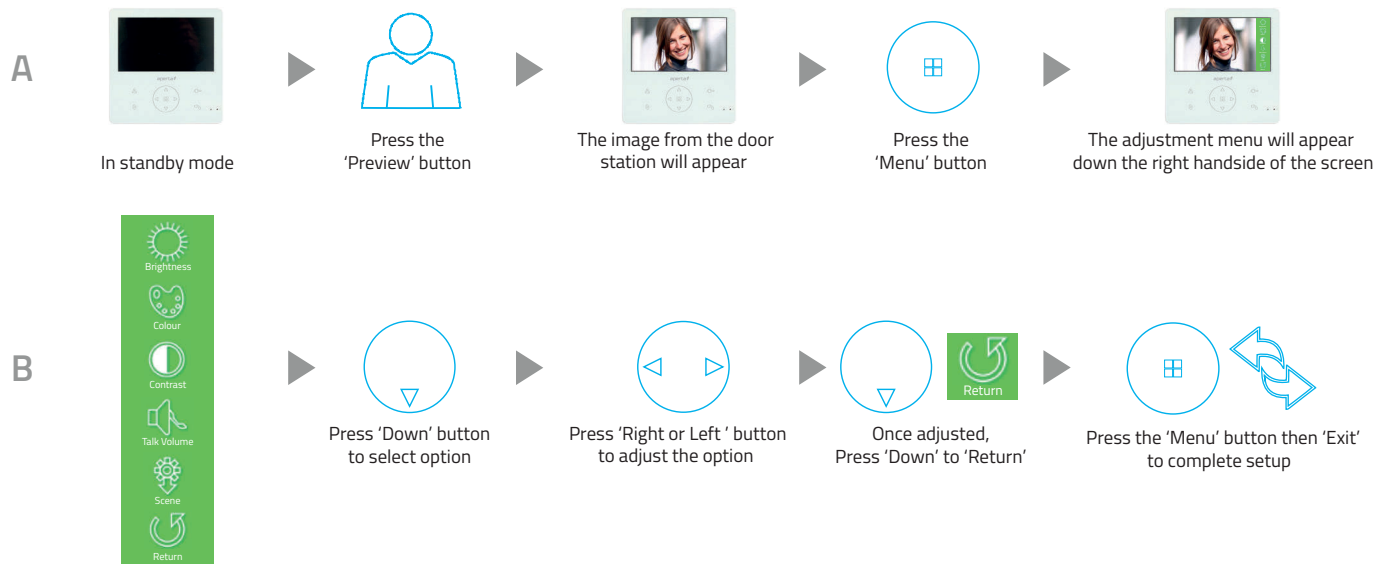 A
In standby mode
Press the
‘Preview’ button
The image from the door
station will appear
Press the
‘Menu’ button
The adjustment menu will appear
down the right handside of the screen
B
Brightness
Colour
Contrast
Talk Volume
Scene
Return
Press ‘Down’ button
to select option
Press ‘Right or Left ’ button
to adjust the option
Return
Once adjusted,
Press ‘Down’ to ‘Return’
Press the ‘Menu’ button then ‘Exit’
to complete setup